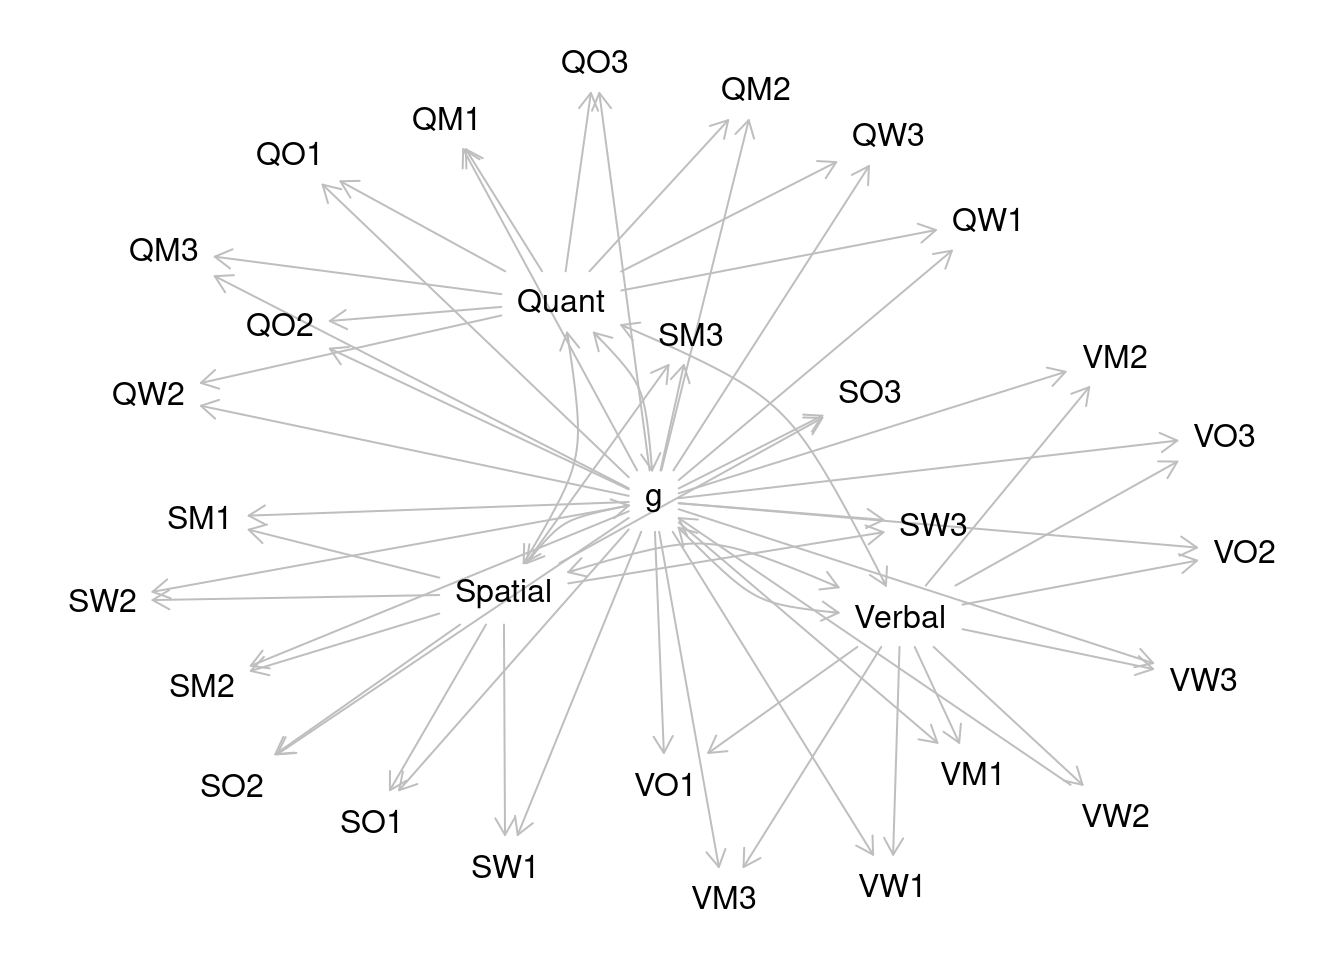 QO3
QM2
QM1
QW3
QO1
QW1
QM3
Quant
QO2
SM3
VM2
QW2
SO3
VO3
g
SM1
SW3
VO2
Spatial
SW2
Verbal
SM2
VW3
VM1
SO2
VO1
VW2
SO1
SW1
VW1
VM3